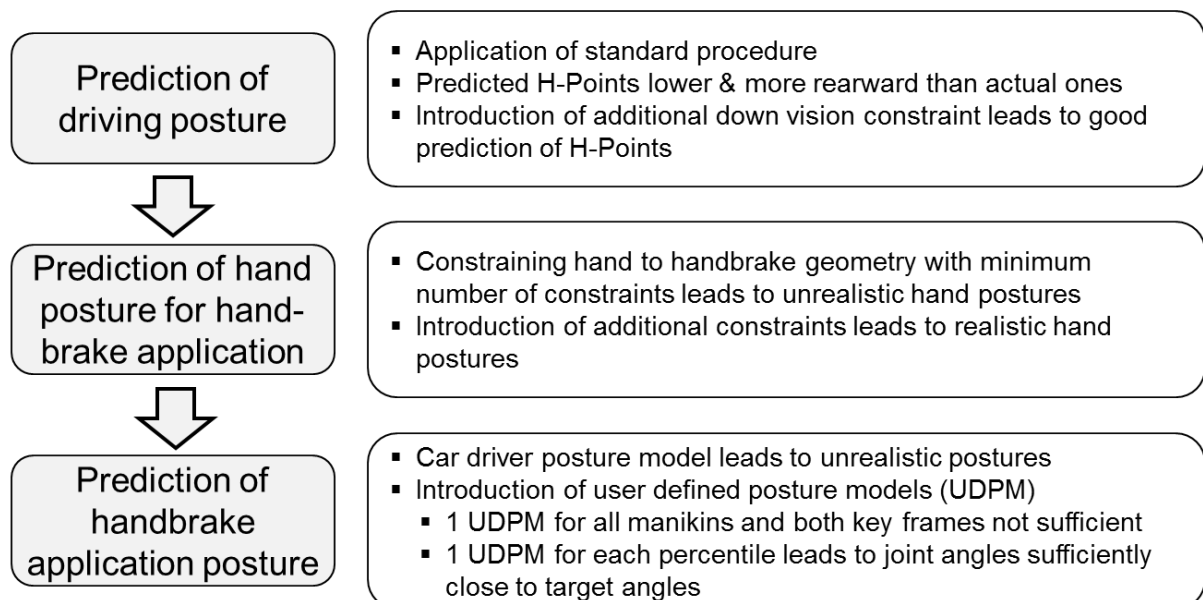 Prediction of
driving posture
▪ Application of standard procedure
▪ Predicted H-Points lower & more rearward than actual ones
▪ Introduction of additional down vision constraint leads to good
prediction of H-Points
Prediction of hand
posture for hand-
brake application
▪ Constraining hand to handbrake geometry with minimum
number of constraints leads to unrealistic hand postures
▪ Introduction of additional constraints leads to realistic hand
postures
Prediction of
handbrake
application posture
▪ Car driver posture model leads to unrealistic postures
▪ Introduction of user defined posture models (UDPM)
▪ 1 UDPM for all manikins and both key frames not sufficient
▪ 1 UDPM for each percentile leads to joint angles sufficiently
close to target angles